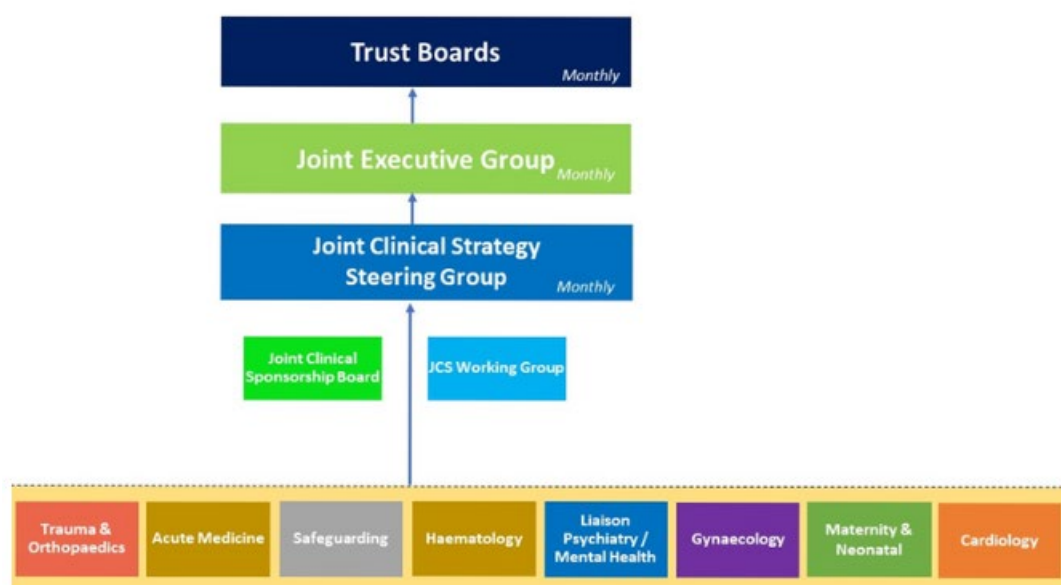 Trust Boards
Monthly
Joint Executive Group
Monthly
Joint Clinical Strategy
Steering Group
Monthly
Joint Clinical
Sponsorship Board
JCS Working Group
Trauma &
Orthopaedics
Acute Medicine
Safeguarding
Haematology
Liaison
Psychiatry /
Mental Health
Gynaecology
Maternity &
Neonatal
Cardiology